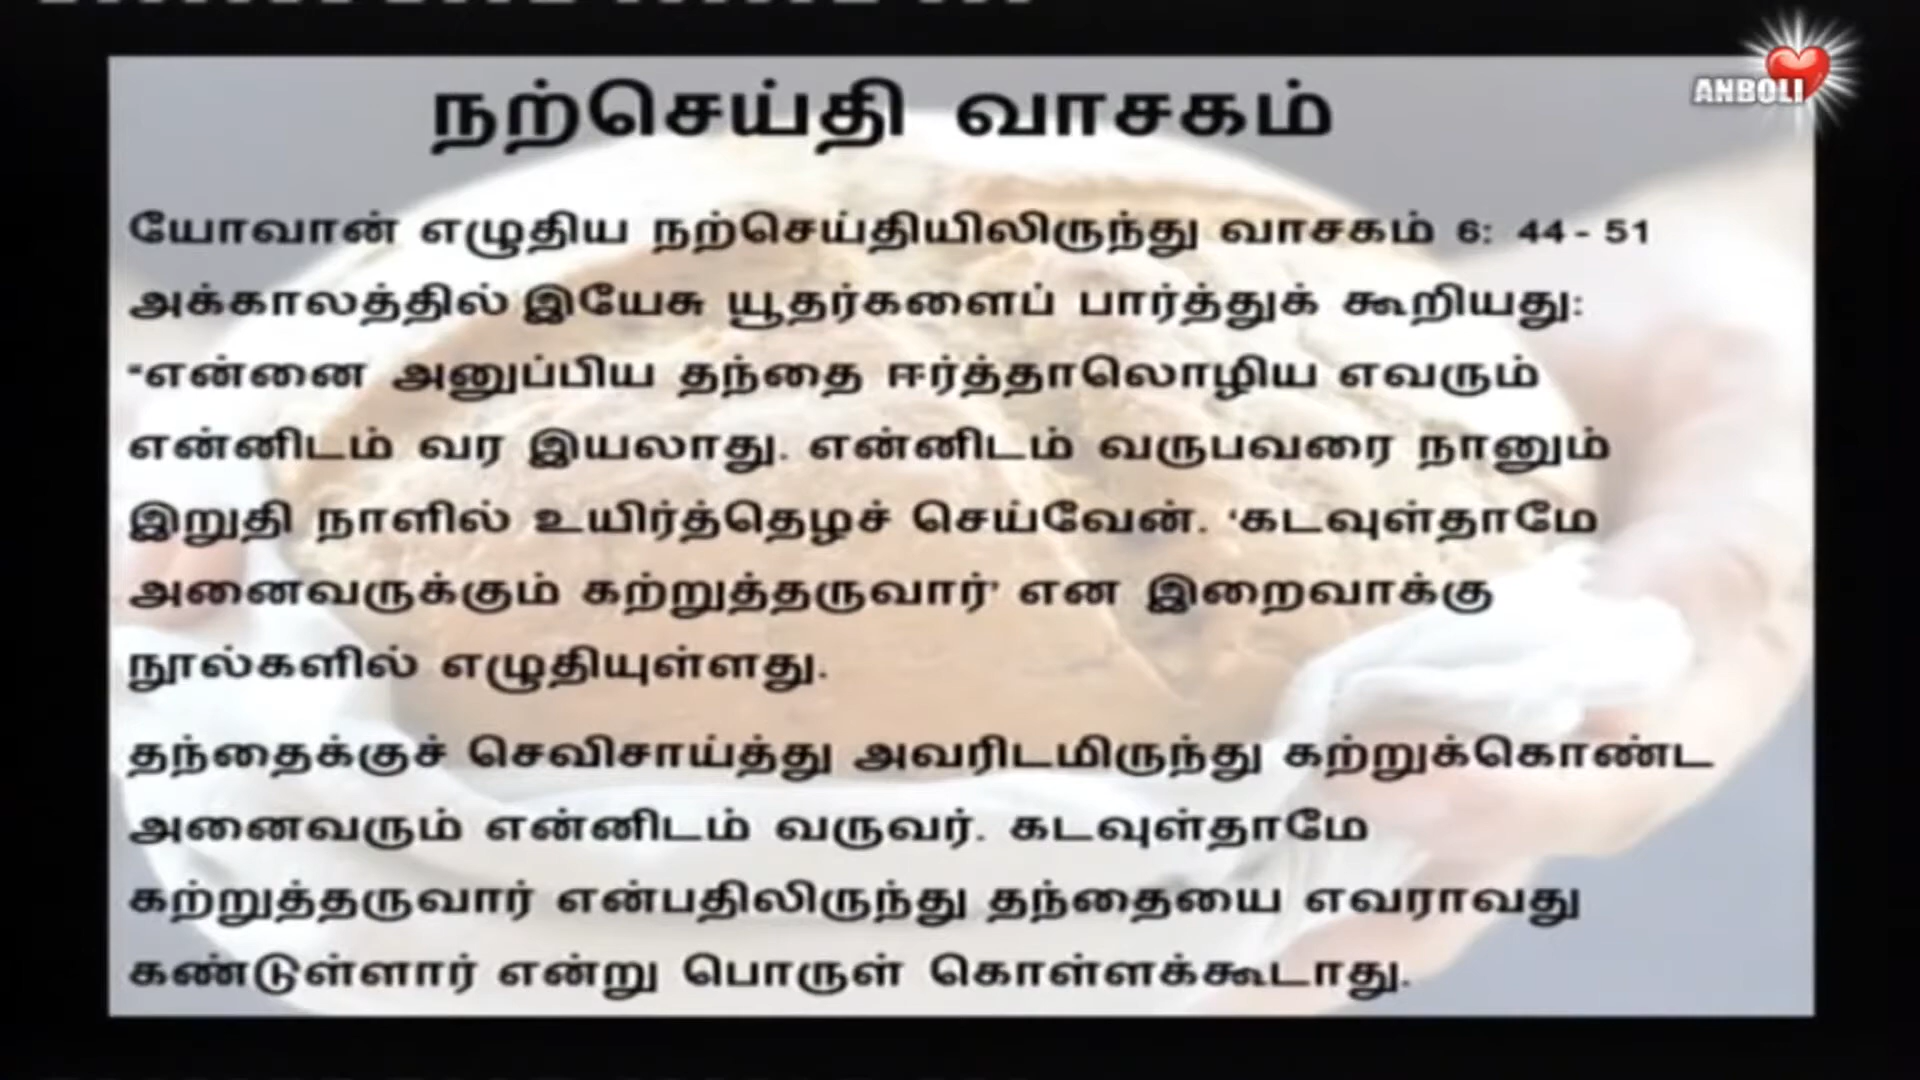 ANBOLI
நற்செய்தி வாசகம்
யோவான் எழுதிய நற்செய்தியிலிருந்து வாசகம் 6: 44 - 51
அக்காலத்தில் இயேசு யூதர்களைப் பார்த்துக் கூறியது:
“என்னை அனுப்பிய தந்தை ஈர்த்தாலொழிய எவரும்
என்னிடம் வர இயலாது. என்னிடம் வருபவரை நானும்
இறுதி நாளில் உயிர்த்தெழச் செய்வேன். ‘கடவுள்தாமே
அனைவருக்கும் கற்றுத்தருவார்’ என இறைவாக்கு
நூல்களில் எழுதியுள்ளது.
தந்தைக்குச் செவிசாய்த்து அவரிடமிருந்து கற்றுக்கொண்ட
அனைவரும் என்னிடம் வருவர். கடவுள்தாமே
கற்றுத்தருவார் என்பதிலிருந்து தந்தையை எவராவது
கண்டுள்ளார் என்று பொருள் கொள்ளக்கூடாது.